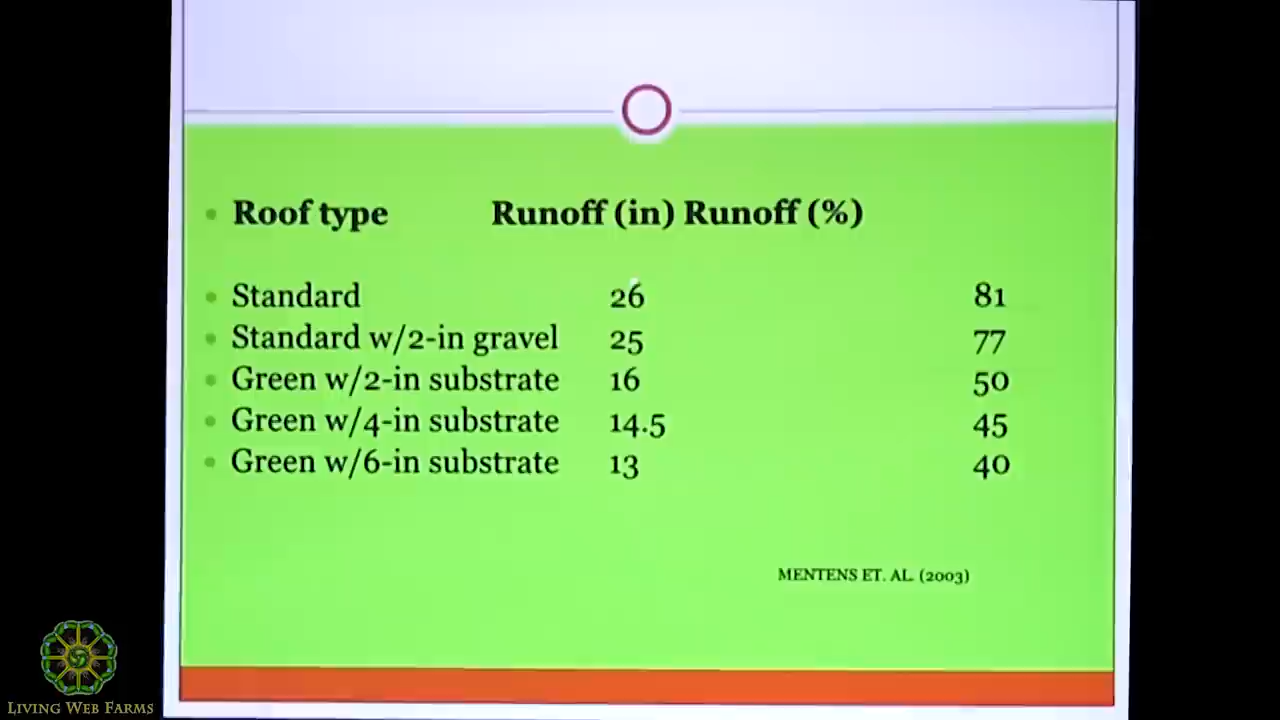 Roof type Runoff (in) Runoff (%)
Standard 26 81
Standard w/2-in gravel 25 77
Green w/2-in substrate 16 50
Green w/4-in substrate 14.5 45
Green w/6-in substrate 13 40
MENTENS ET. AL. (2003)
LIVING WEB FARMS